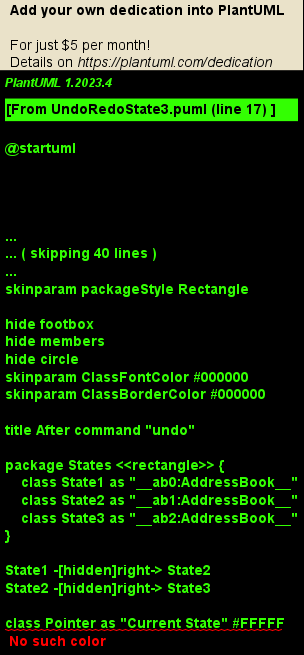 Add your own dedication into PlantUML
For just $5 per month!
Details on https://plantuml.com/dedication
PlantUML 1.2023.4
[From UndoRedoState3.puml (line 17) ]
@startuml
...
... ( skipping 40 lines )
...
skinparam packageStyle Rectangle
hide footbox
hide members
hide circle
skinparam ClassFontColor #000000
skinparam ClassBorderColor #000000
title After command "undo"
package States <<rectangle>> {
class State1 as "__ab0:AddressBook__"
class State2 as "__ab1:AddressBook__"
class State3 as "__ab2:AddressBook__"
}
State1 -[hidden]right-> State2
State2 -[hidden]right-> State3
class Pointer as "Current State" #FFFFF
No such color